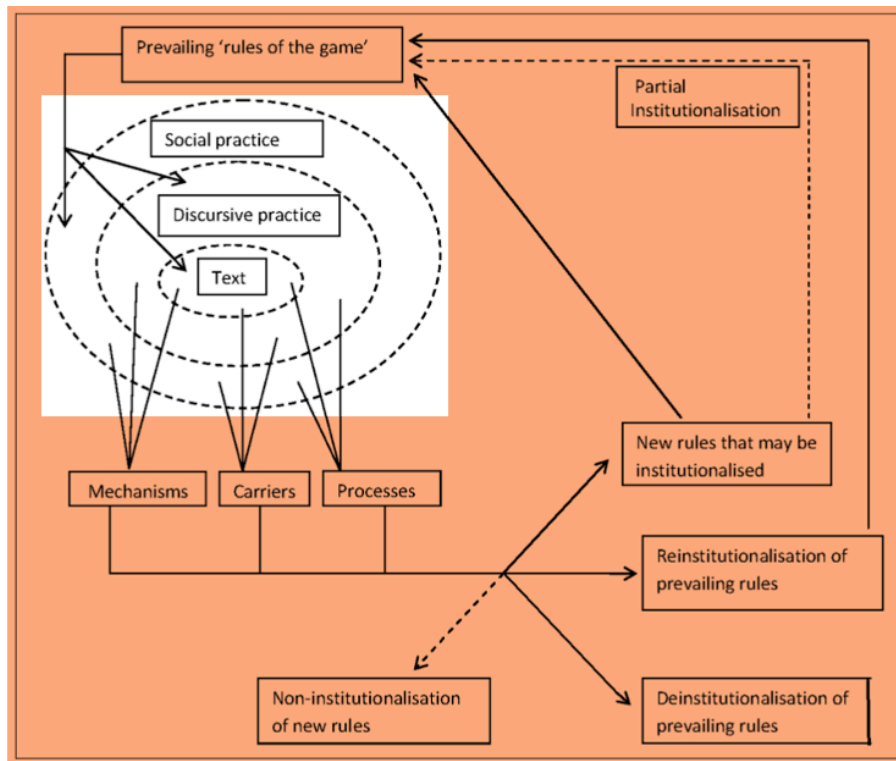 Prevailing ‘rules of the game’
Partial
Institutionalisation
Social practice
Discursive practice
Text
New rules that may be
institutionalised
Mechanisms
Carriers
Processes
Reinstitutionalisation of
prevailing rules
Non-institutionalisation
of new rules
Deinstitutionalisation of
prevailing rules